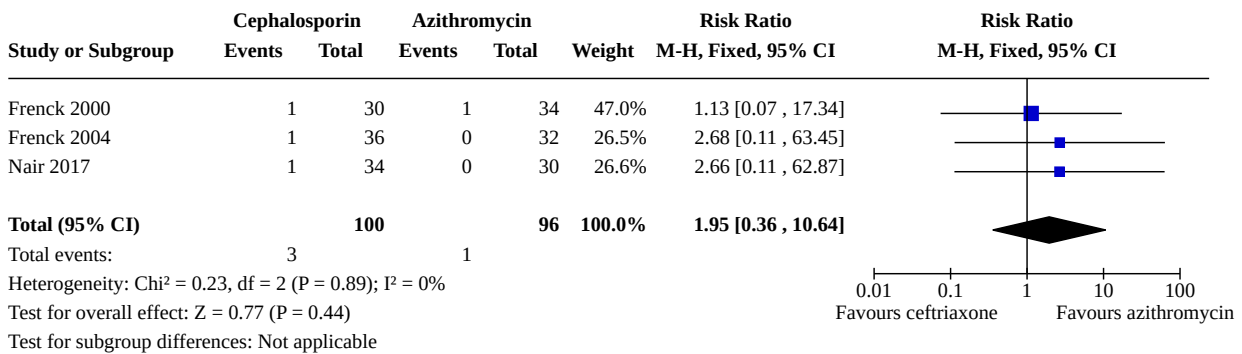 Cephalosporin Azithromycin Risk Ratio Risk Ratio
Study or Subgroup Events Total Events Total Weight M-H, Fixed, 95% CI M-H, Fixed, 95% CI
Frenck 2000 1 30 1 34 47.0% 1.13 [0.07 , 17.34]
Frenck 2004 1 36 0 32 26.5% 2.68 [0.11 , 63.45]
Nair 2017 1 34 0 30 26.6% 2.66 [0.11 , 62.87]
Total (95% CI) 100 96 100.0% 1.95 [0.36 , 10.64]
Total events: 3 1
Heterogeneity: Chi² = 0.23, df = 2 (P = 0.89); I² = 0%
Test for overall effect: Z = 0.77 (P = 0.44)
Test for subgroup differences: Not applicable
0.01 0.1 1 10 100
Favours ceftriaxone Favours azithromycin